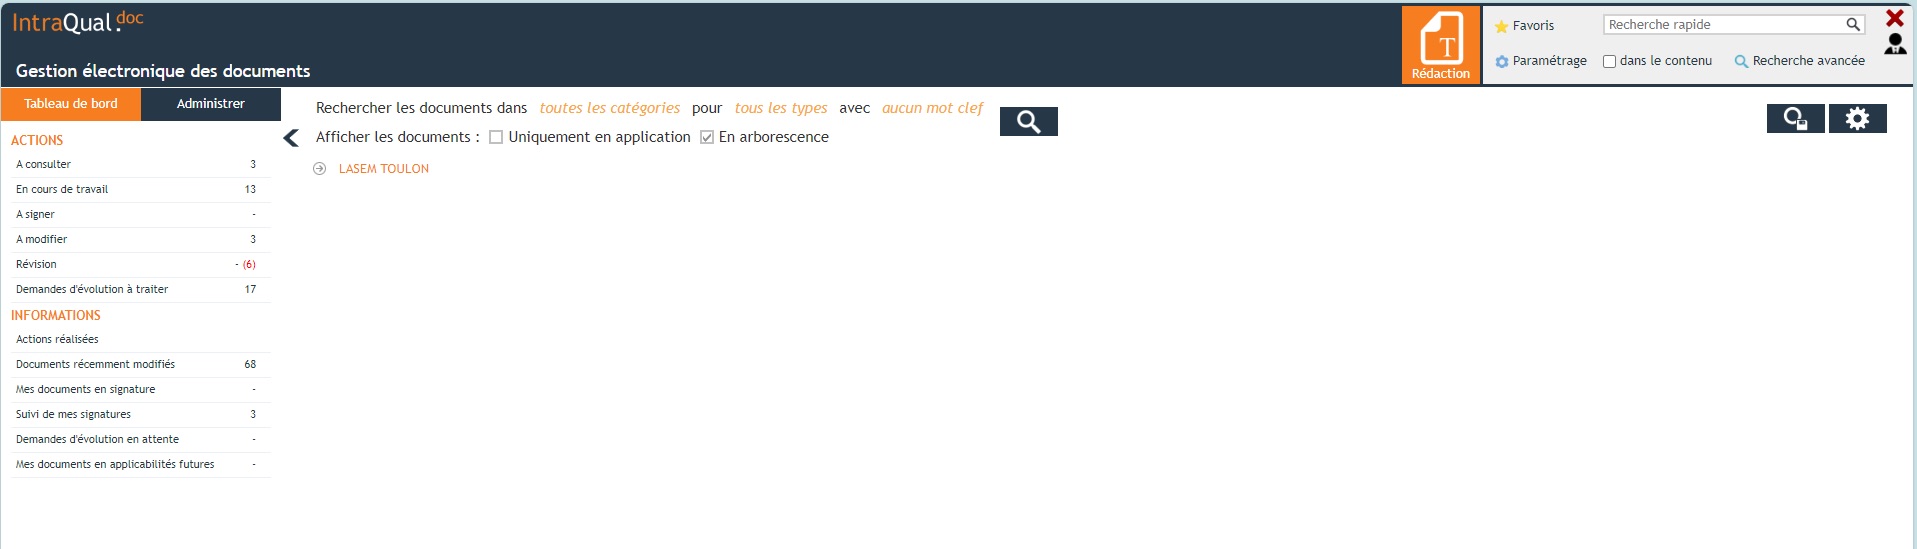 IntraQual.doc
Gestion électronique des documents
T
Rédaction
Favoris
Recherche rapide
Paramétrage
dans le contenu
Recherche avancée
Tableau de bord
Administrer
ACTIONS
A consulter 3
En cours de travail 13
A signer -
A modifier 3
Révision - (6)
Demandes d'évolution à traiter 17
INFORMATIONS
Actions réalisées
Documents récemment modifiés 68
Mes documents en signature -
Suivi de mes signatures 3
Demandes d'évolution en attente -
Mes documents en applicabilités futures -
Rechercher les documents dans toutes les catégories pour tous les types avec aucun mot clef
Afficher les documents : Uniquement en application En arborescence
LASEM TOULON